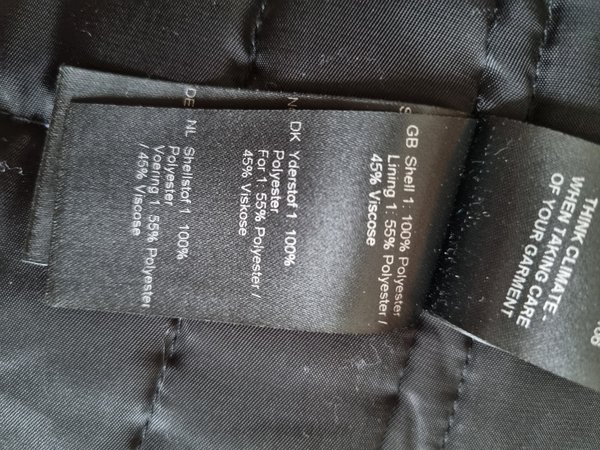 GB Shell 1: 100% Polyester
Lining 1: 55% Polyester /
45% Viscose
DK Yderstof 1: 100%
Polyester
For 1: 55% Polyester /
45% Viskose
NL Shellstof 1: 100%
Polyester
Voering 1: 55% Polyester
/ 45% Viscose
DE
THINK CLIMATE-
WHEN TAKING CARE
OF YOUR GARMENT